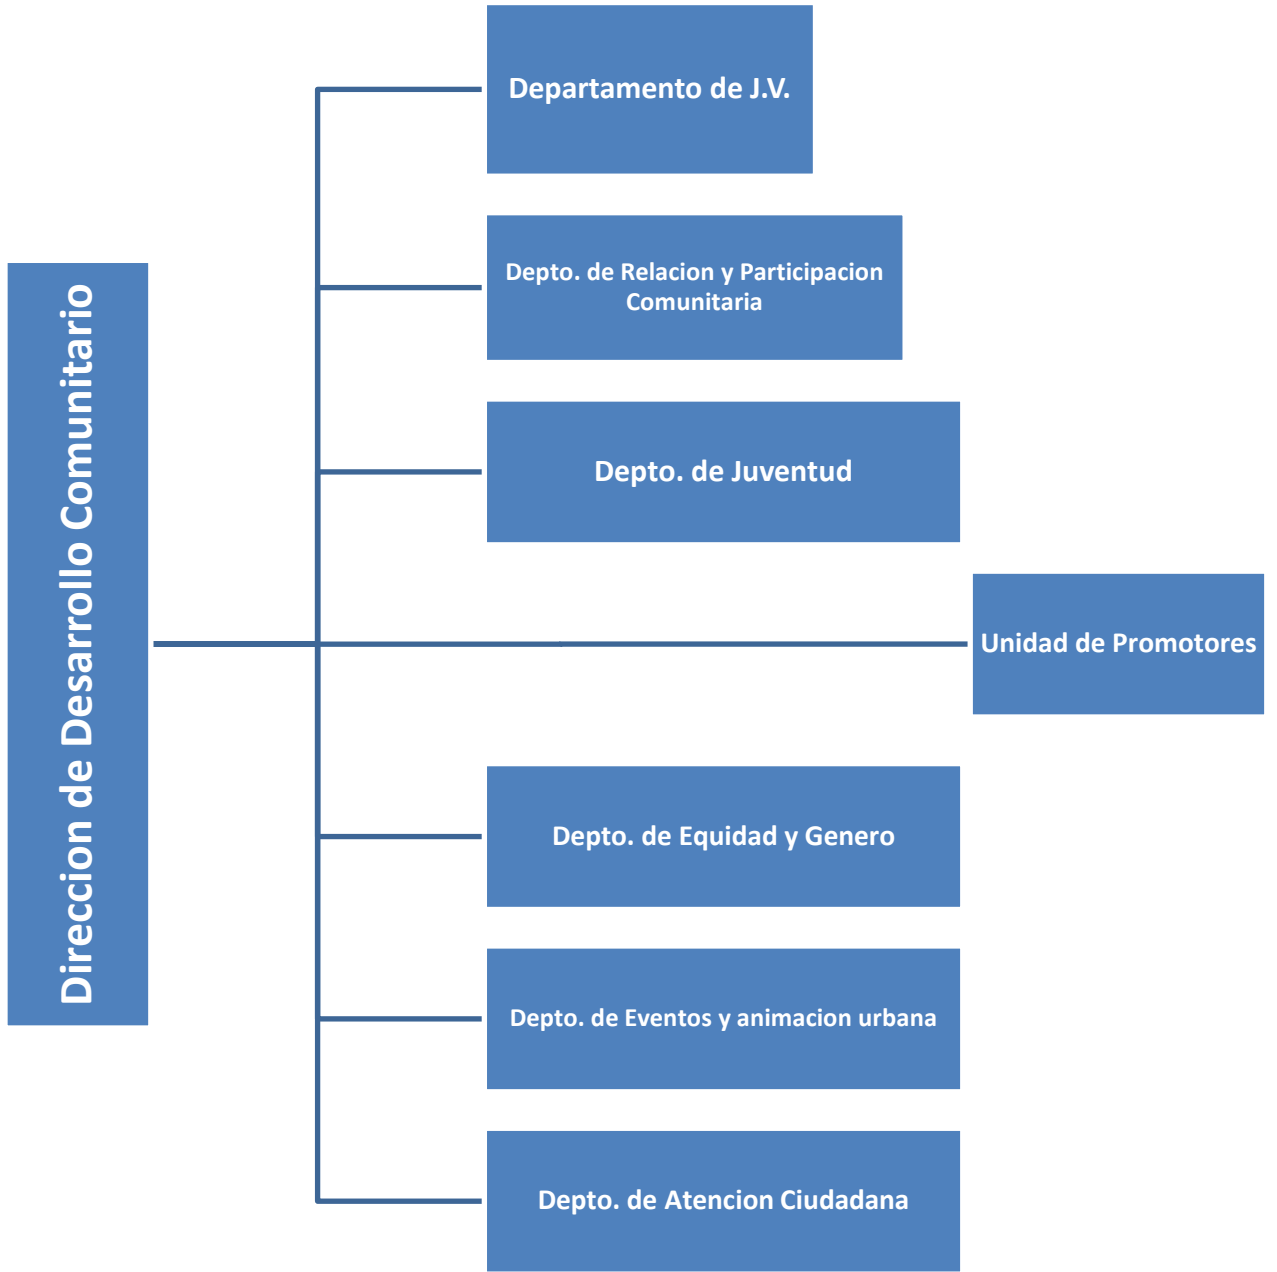 Direccion de Desarrollo Comunitario
Departamento de J.V.
Depto. de Relacion y Participacion
Comunitaria
Depto. de Juventud
Unidad de Promotores
Depto. de Equidad y Genero
Depto. de Eventos y animacion urbana
Depto. de Atencion Ciudadana